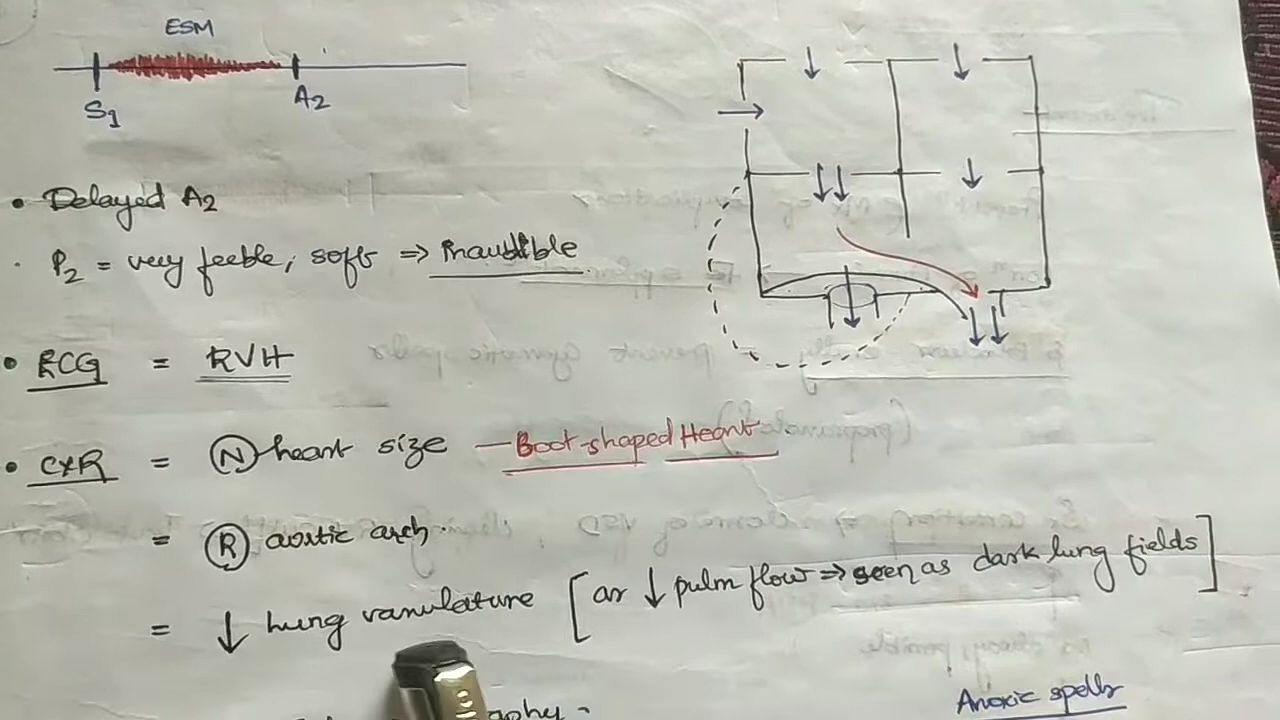 ESM
S1 A2
• Delayed A2
P2 = very feeble, soft ⇒ inaudible
• ECG = RVH
• CXR = Ⓝ heart size — Boot-shaped Heart
= Ⓡ aortic arch.
= ↓ lung vasculature [as ↓ pulm flow ⇒ seen as dark lung fields]
Anoxic spells